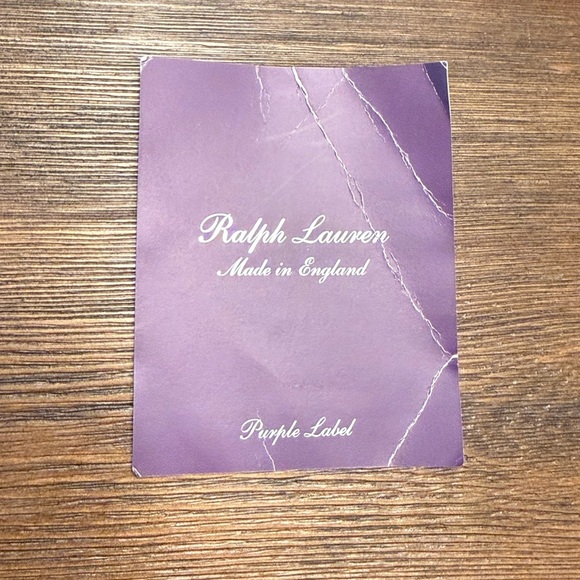 Ralph Lauren
Made in England
Purple Label